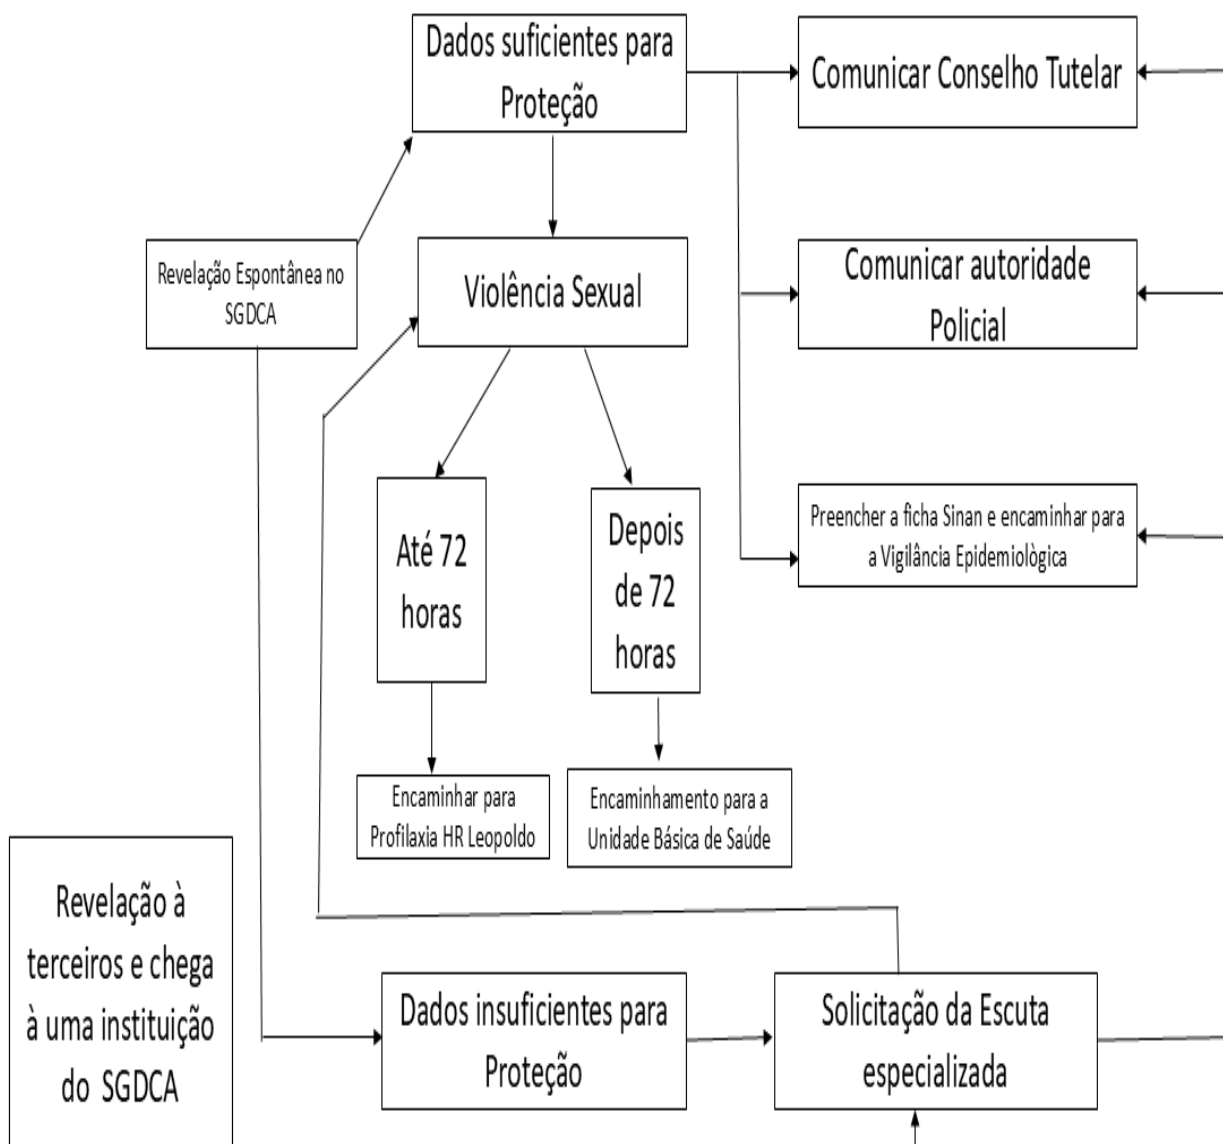 Dados suficientes para
Proteção
Comunicar Conselho Tutelar
Revelação Espontânea no
SGDCA
Violência Sexual
Comunicar autoridade
Policial
Até 72
horas
Depois
de 72
horas
Preencher a ficha Sinan e encaminhar para
a Vigilância Epidemiològica
Encaminhar para
Profilaxia HR Leopoldo
Encaminhamento para a
Unidade Básica de Saúde
Revelação à
terceiros e chega
à uma instituição
do SGDCA
Dados insuficientes para
Proteção
Solicitação da Escuta
especializada